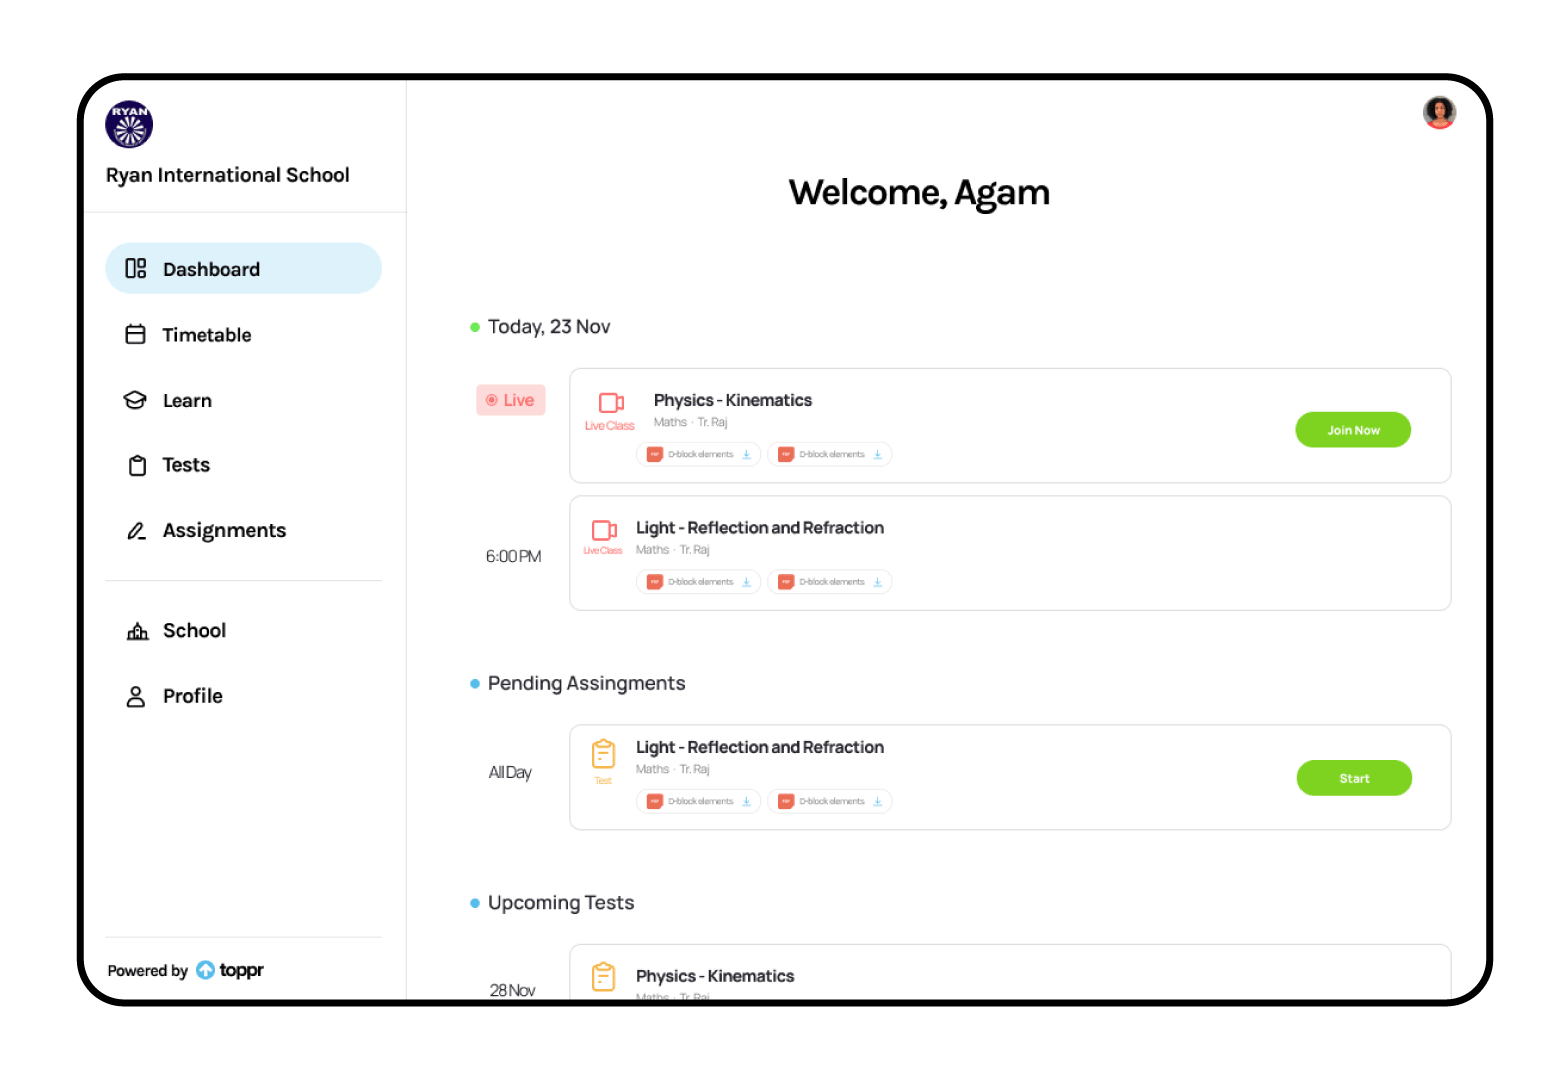 RYAN
Ryan International School
Dashboard
Timetable
Learn
Tests
Assignments
School
Profile
Powered by toppr
Welcome, Agam
Today, 23 Nov
Live
Live Class
Physics - Kinematics
Maths · Tr. Raj
PDF D-block elements PDF D-block elements
Join Now
6:00 PM
Live Class
Light - Reflection and Refraction
Maths · Tr. Raj
PDF D-block elements PDF D-block elements
Pending Assingments
All Day
Test
Light - Reflection and Refraction
Maths · Tr. Raj
PDF D-block elements PDF D-block elements
Start
Upcoming Tests
28 Nov
Physics - Kinematics
Maths · Tr. Raj